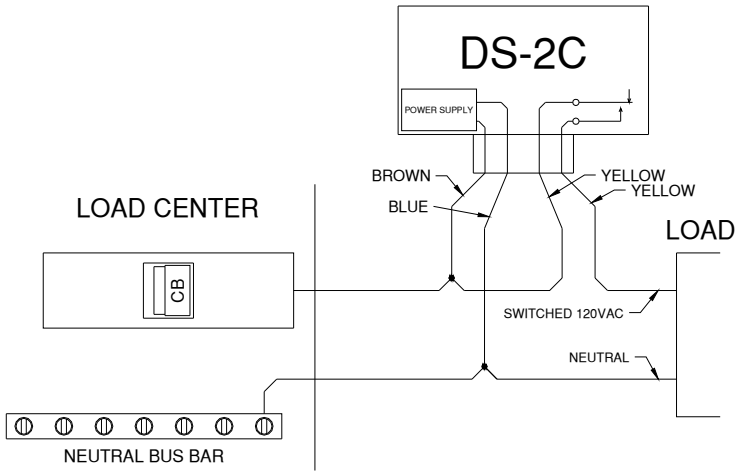 DS-2C
POWER SUPPLY
BROWN
YELLOW
YELLOW
BLUE
LOAD CENTER
LOAD
CB
SWITCHED 120VAC
NEUTRAL
NEUTRAL BUS BAR